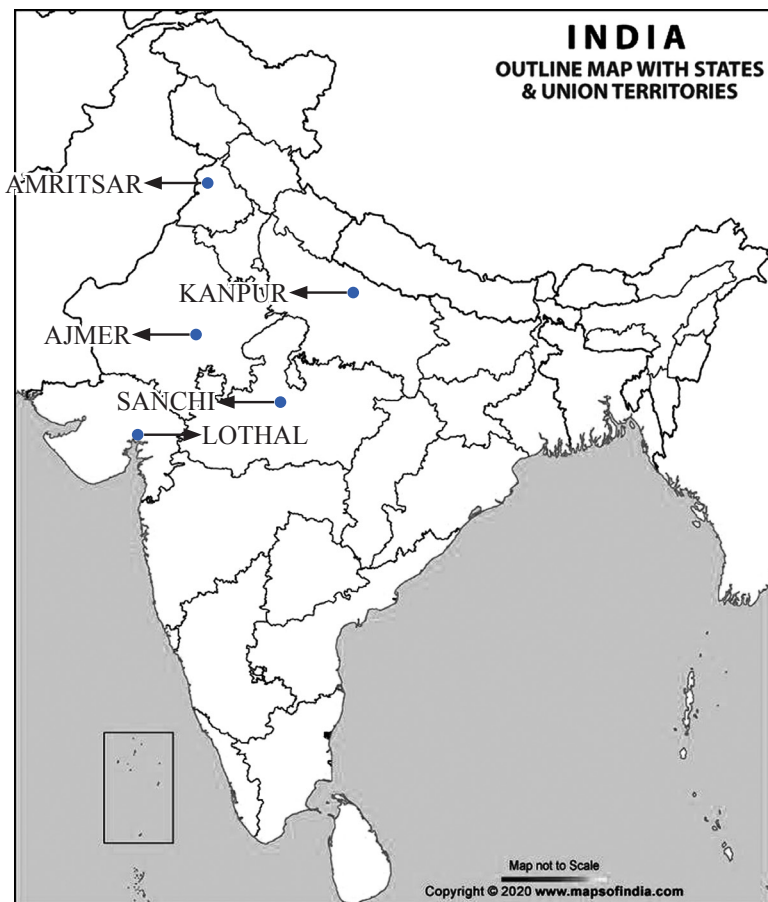 INDIA
OUTLINE MAP WITH STATES
& UNION TERRITORIES
AMRITSAR
KANPUR
AJMER
SANCHI
LOTHAL
Map not to Scale
Copyright © 2020 www.mapsofindia.com